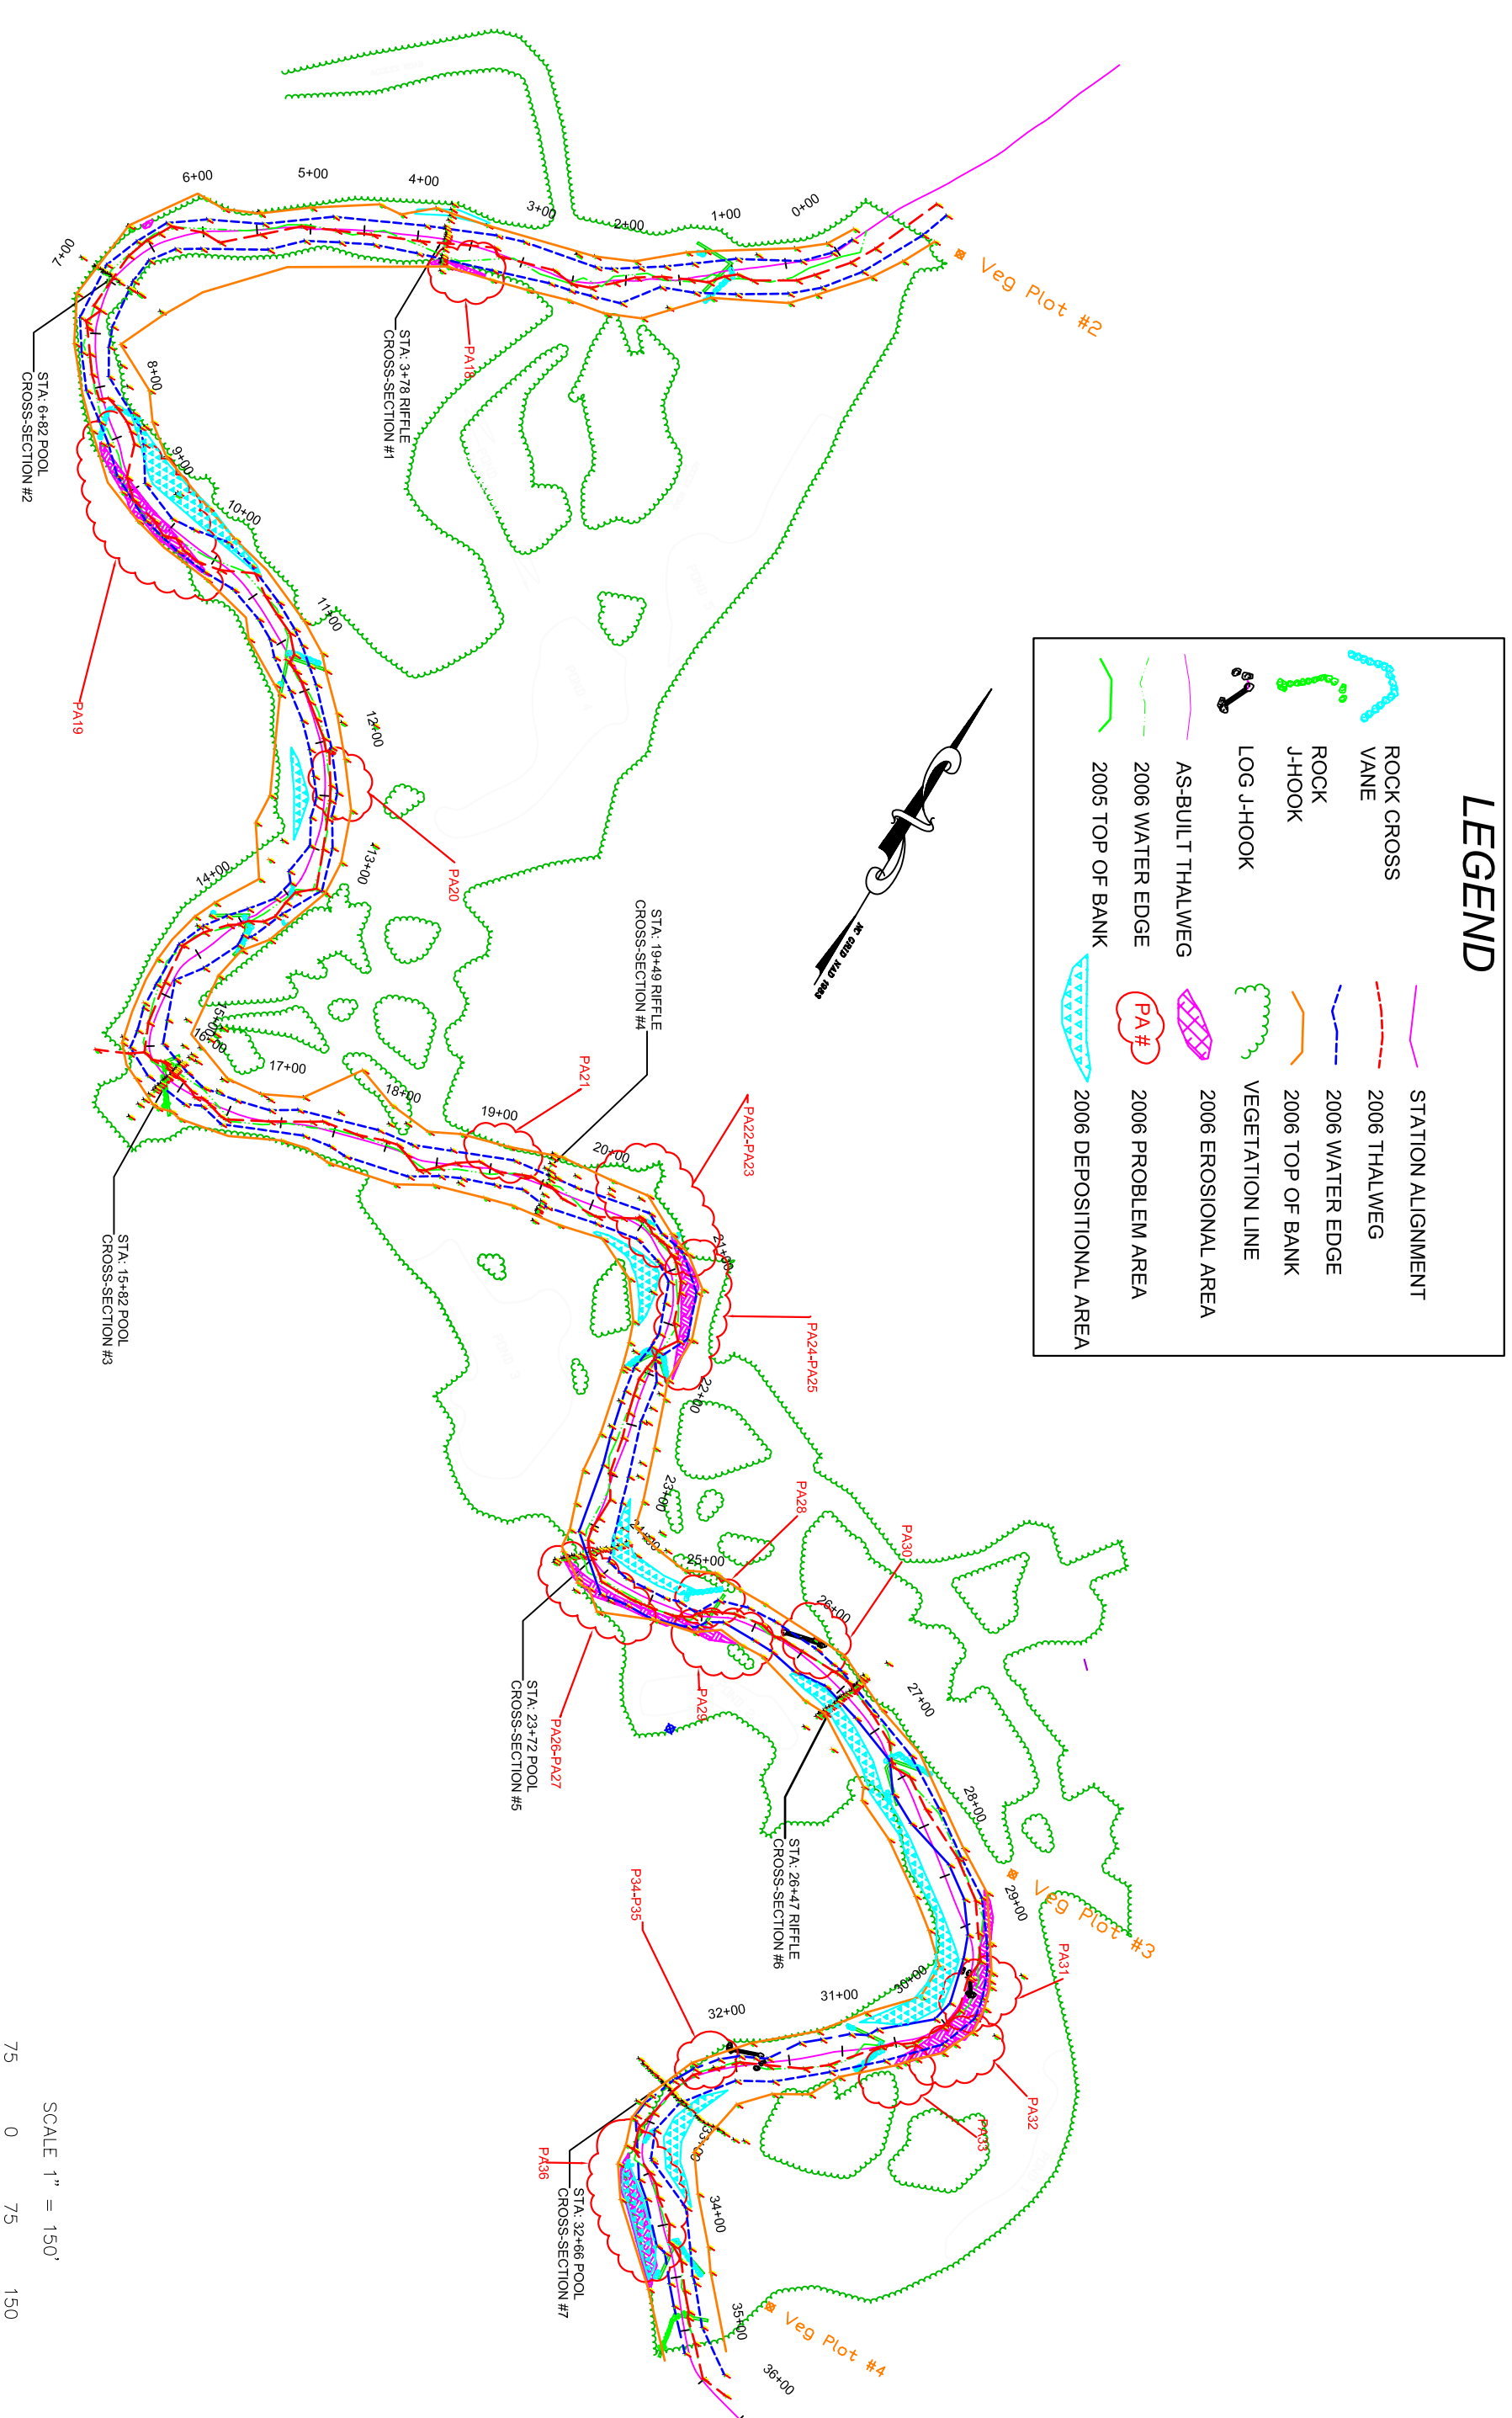 LEGEND
ROCK CROSS
VANE
ROCK
J-HOOK
LOG J-HOOK
AS-BUILT THALWEG
2006 WATER EDGE
2005 TOP OF BANK
STATION ALIGNMENT
2006 THALWEG
2006 WATER EDGE
2006 TOP OF BANK
VEGETATION LINE
2006 EROSIONAL AREA
PA#
2006 PROBLEM AREA
2006 DEPOSITIONAL AREA
NC GRID NAD 1983
Veg Plot #2
0+00
1+00
2+00
3+00
4+00
5+00
6+00
7+00
8+00
9+00
10+00
11+00
12+00
13+00
14+00
15+00
16+00
17+00
18+00
19+00
20+00
21+00
22+00
23+00
24+00
25+00
26+00
27+00
28+00
29+00
30+00
31+00
32+00
33+00
34+00
35+00
36+00
PA18
STA: 3+78 RIFFLE
CROSS-SECTION #1
STA: 6+82 POOL
CROSS-SECTION #2
PA19
PA20
STA: 15+82 POOL
CROSS-SECTION #3
STA: 19+49 RIFFLE
CROSS-SECTION #4
PA21
PA22-PA23
PA24-PA25
STA: 23+72 POOL
CROSS-SECTION #5
PA26-PA27
PA28
PA29
PA30
STA: 26+47 RIFFLE
CROSS-SECTION #6
Veg Plot #3
PA31
PA32
PA33
P34-P35
PA36
STA: 32+66 POOL
CROSS-SECTION #7
Veg Plot #4
SCALE 1" = 150'
75 0 75 150